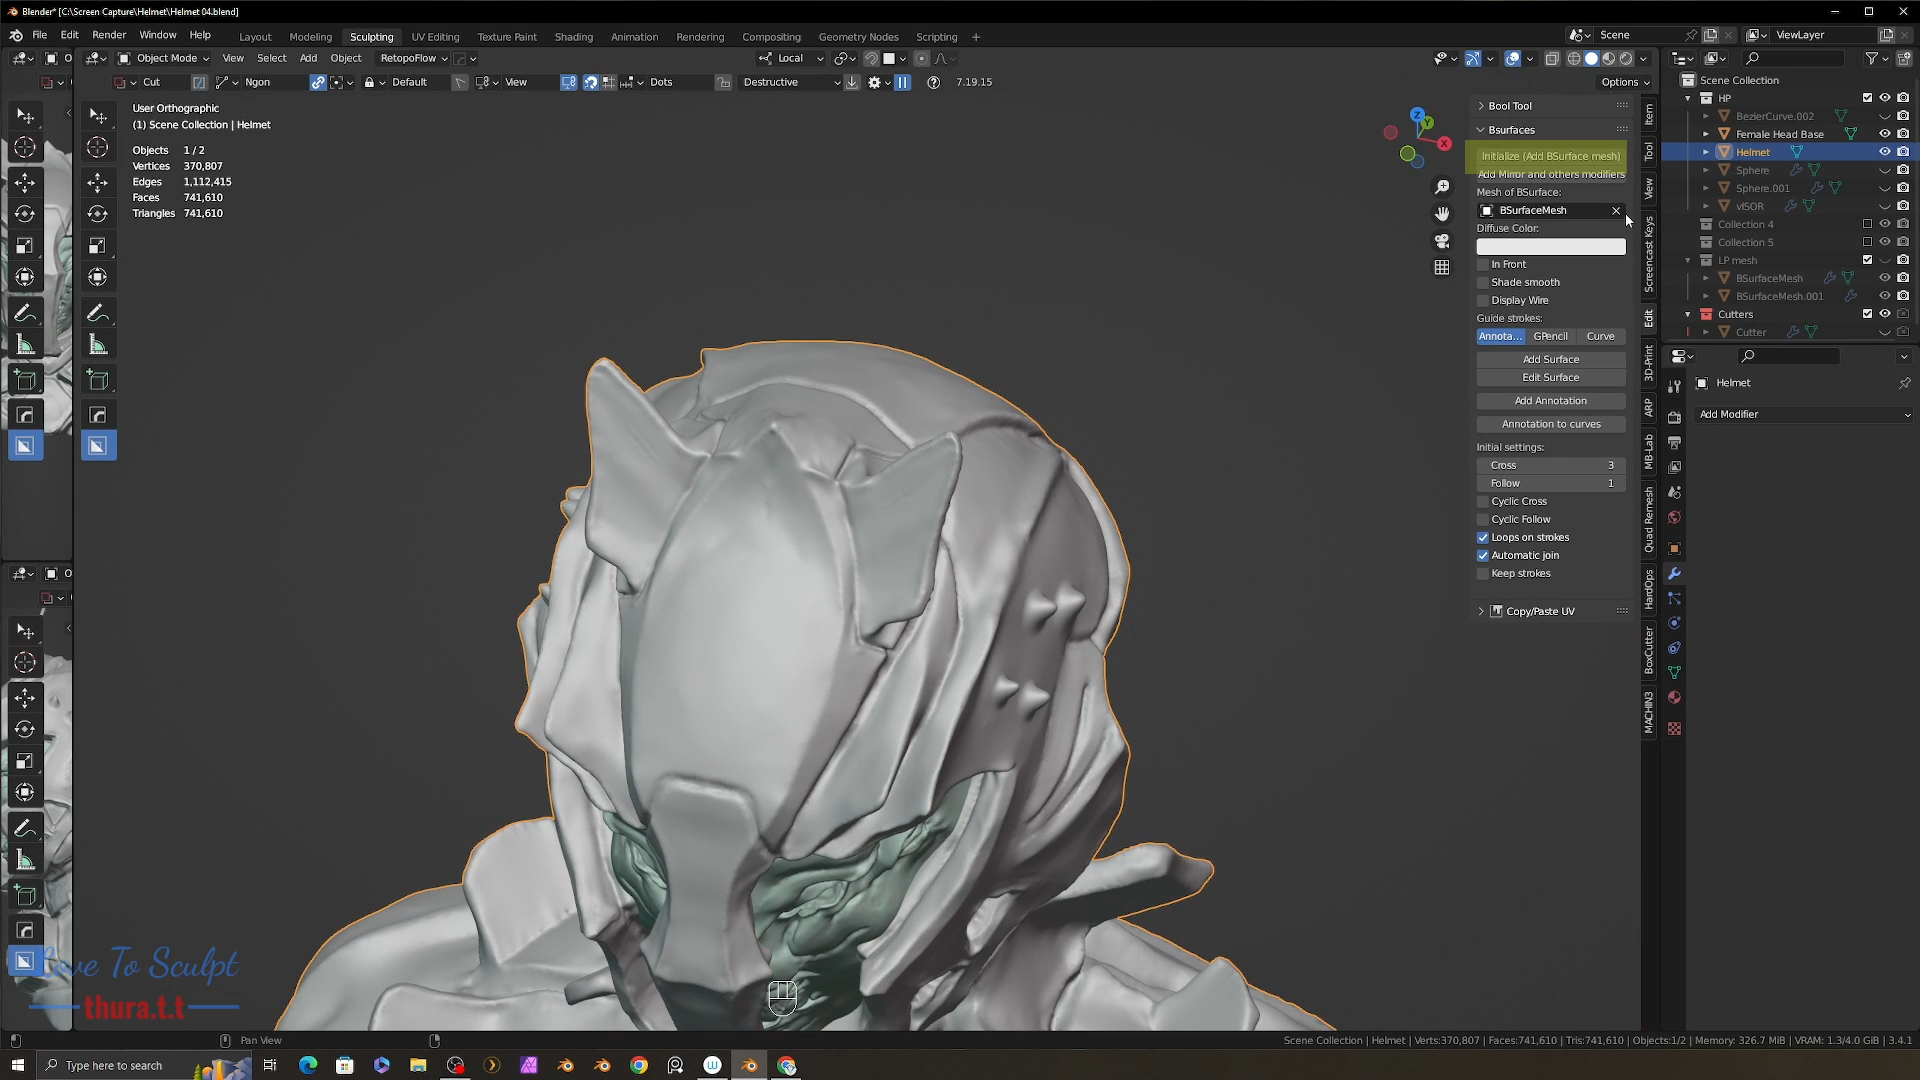 Blender* [C:\Screen Capture\Helmet\Helmet 04.blend]
File Edit Render Window Help Layout Modeling Sculpting UV Editing Texture Paint Shading Animation Rendering Compositing Geometry Nodes Scripting + Scene ViewLayer
Object Mode View Select Add Object RetopoFlow Local
Cut Ngon Default View Dots Destructive 7.19.15 Options
User Orthographic
(1) Scene Collection | Helmet
Objects 1 / 2
Vertices 370,807
Edges 1,112,415
Faces 741,610
Triangles 741,610
Bool Tool
Bsurfaces
Initialize (Add BSurface mesh)
Add Mirror and others modifiers
Mesh of BSurface:
BSurfaceMesh
Diffuse Color:
In Front
Shade smooth
Display Wire
Guide strokes:
Annota... GPencil Curve
Add Surface
Edit Surface
Add Annotation
Annotation to curves
Initial settings:
Cross 3
Follow 1
Cyclic Cross
Cyclic Follow
Loops on strokes
Automatic join
Keep strokes
Copy/Paste UV
Item
Tool
View
Screencast Keys
Edit
3D-Print
ARP
MB-Lab
Quad Remesh
HardOps
BoxCutter
MACHIN3
Scene Collection
HP
BezierCurve.002
Female Head Base
Helmet
Sphere
Sphere.001
vISOR
Collection 4
Collection 5
LP mesh
BSurfaceMesh
BSurfaceMesh.001
Cutters
Cutter
Helmet
Add Modifier
Love To Sculpt
thura.t.t
Pan View
Scene Collection | Helmet | Verts:370,807 | Faces:741,610 | Tris:741,610 | Objects:1/2 | Memory: 326.7 MiB | VRAM: 1.3/4.0 GiB | 3.4.1
Type here to search